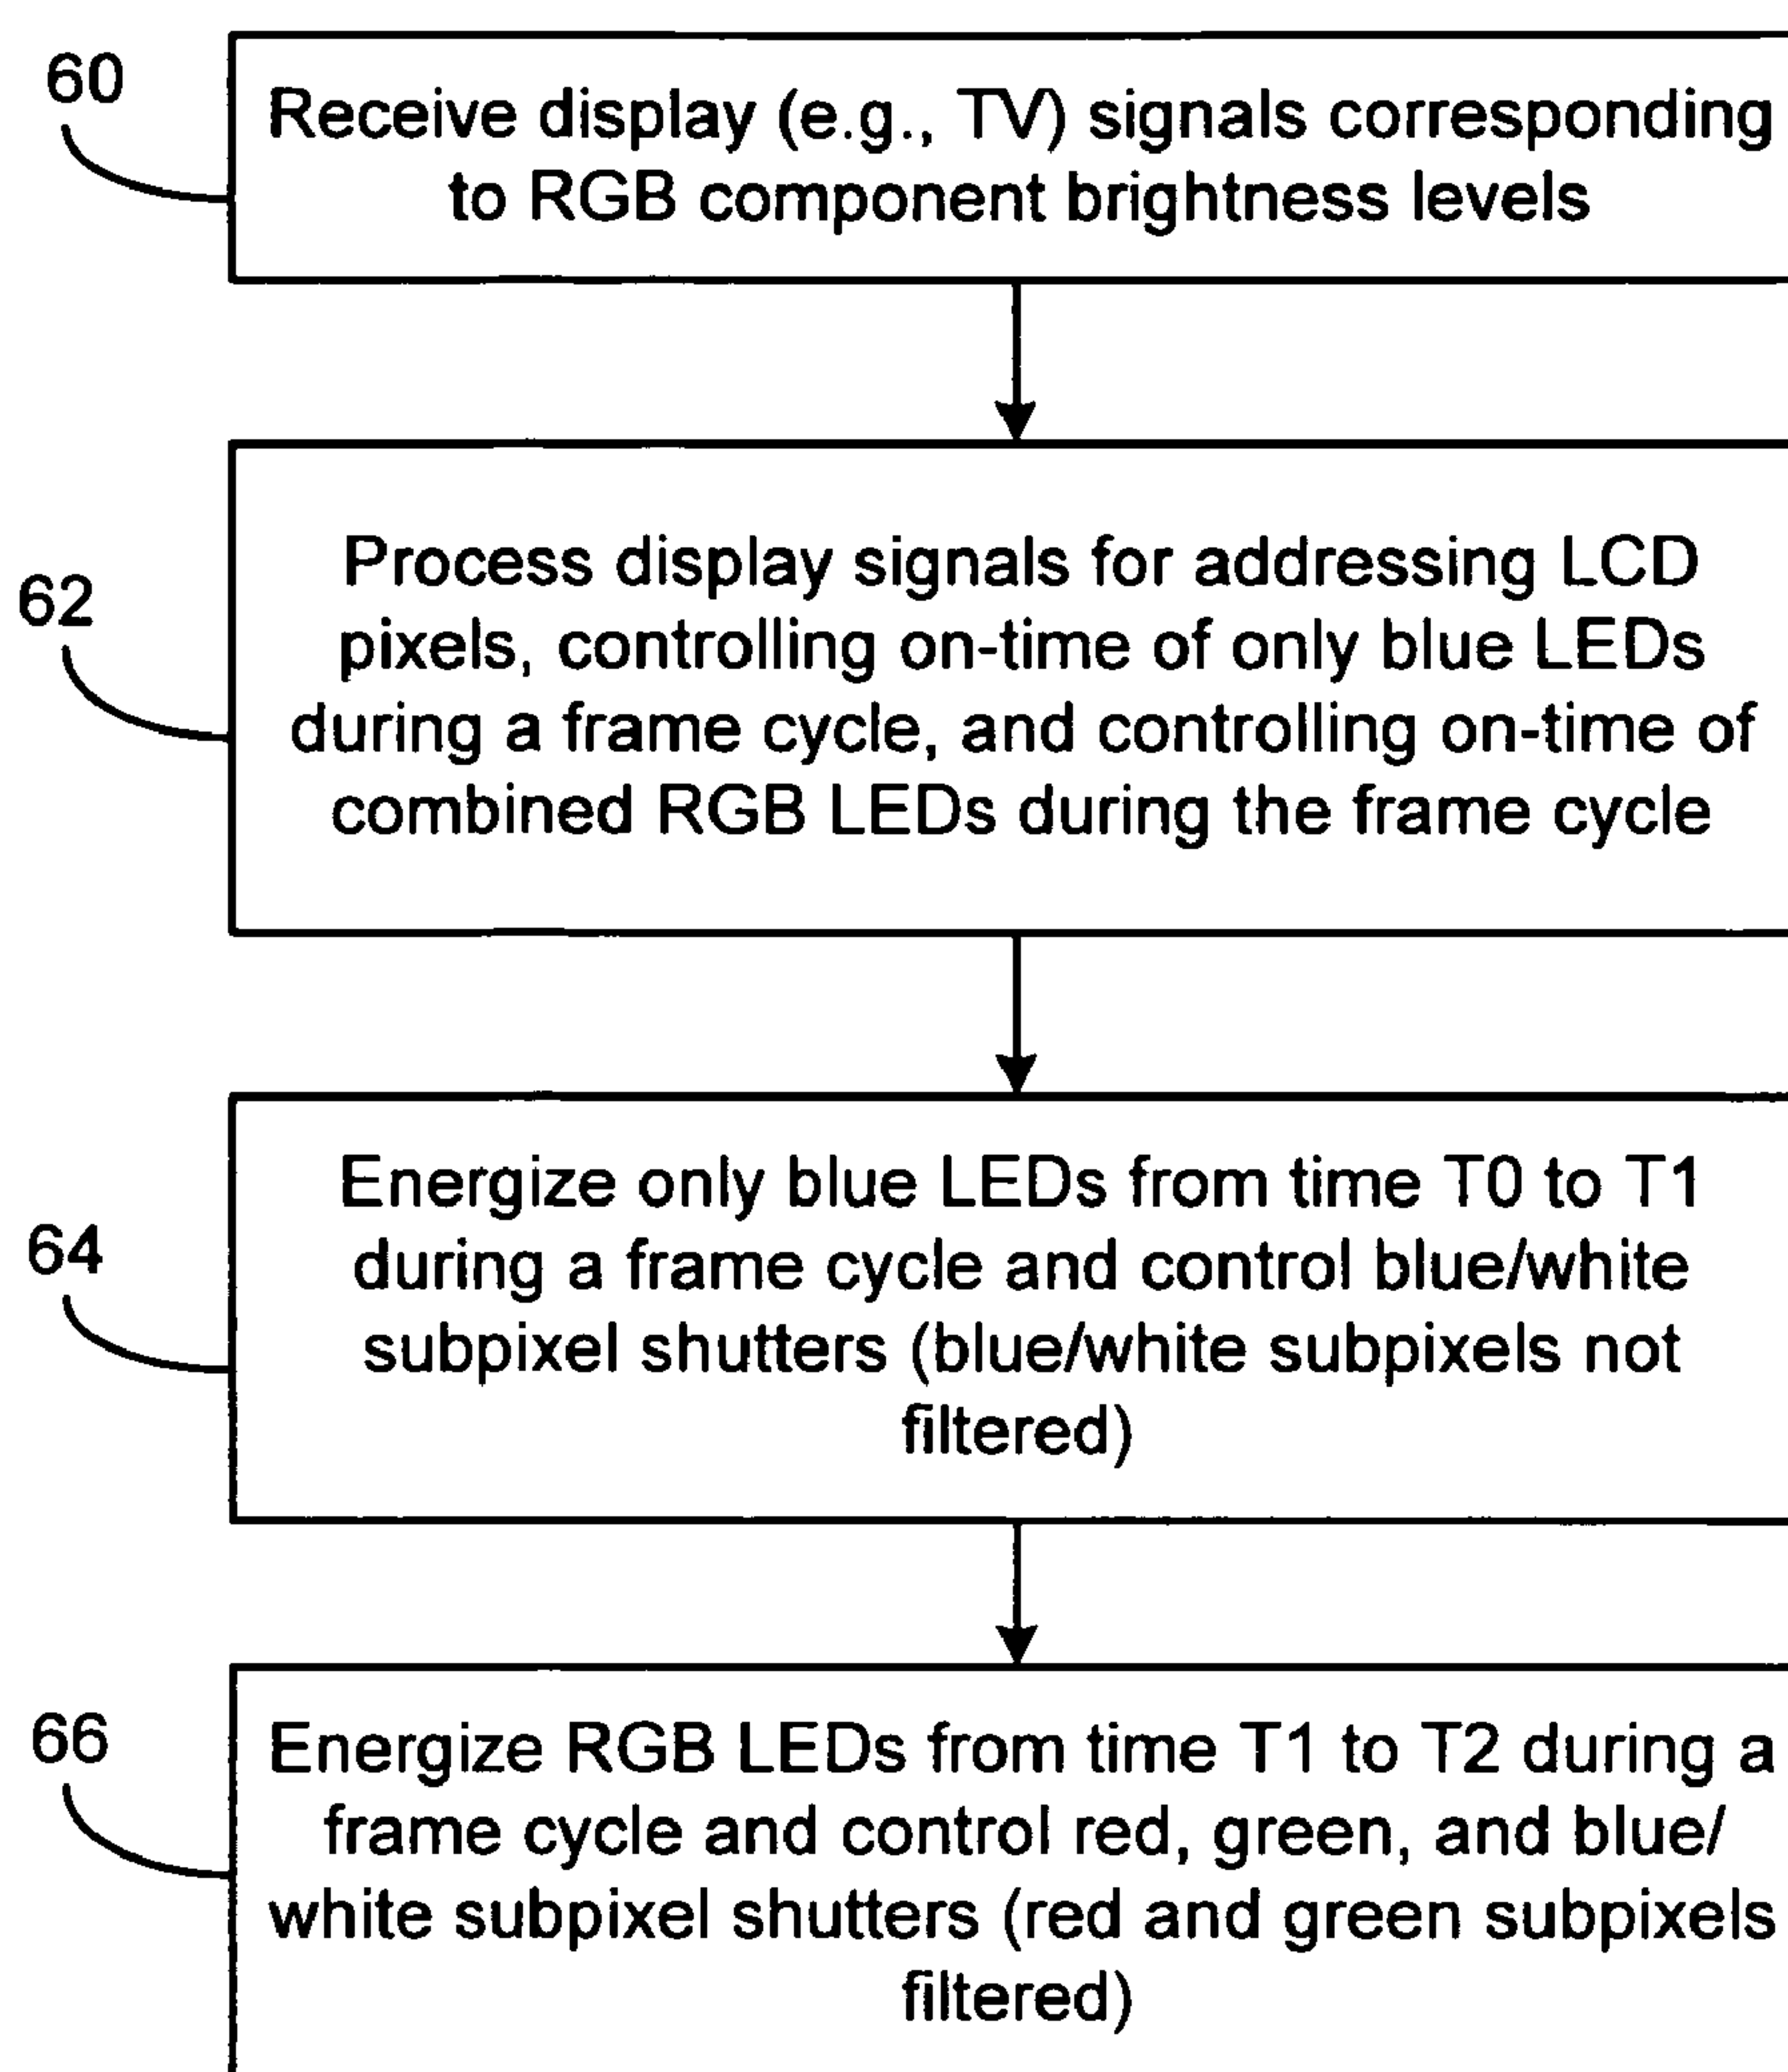 60
Receive display (e.g., TV) signals corresponding
to RGB component brightness levels
62
Process display signals for addressing LCD
pixels, controlling on-time of only blue LEDs
during a frame cycle, and controlling on-time of
combined RGB LEDs during the frame cycle
64
Energize only blue LEDs from time T0 to T1
during a frame cycle and control blue/white
subpixel shutters (blue/white subpixels not
filtered)
66
Energize RGB LEDs from time T1 to T2 during a
frame cycle and control red, green, and blue/
white subpixel shutters (red and green subpixels
filtered)